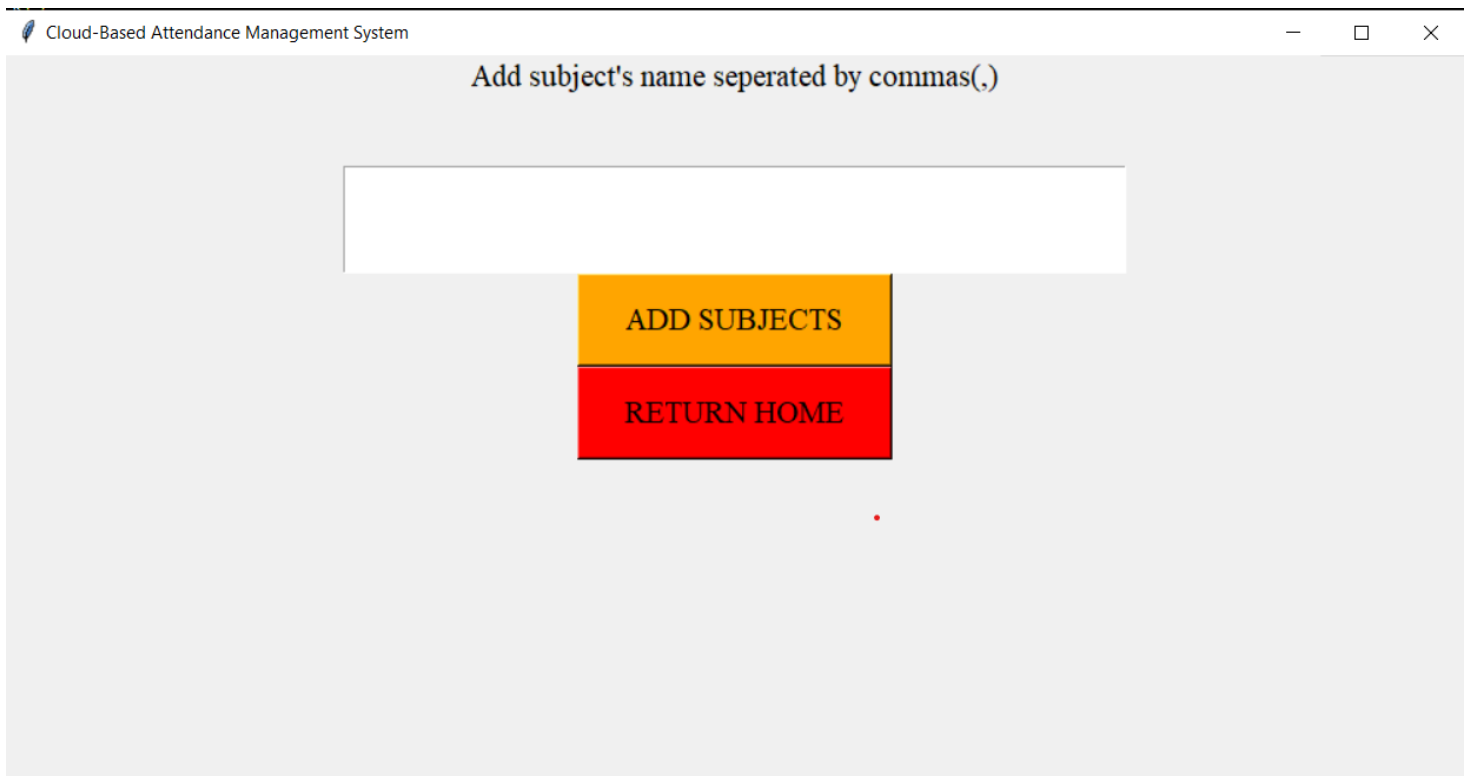 Cloud-Based Attendance Management System
Add subject's name seperated by commas(,)
ADD SUBJECTS
RETURN HOME